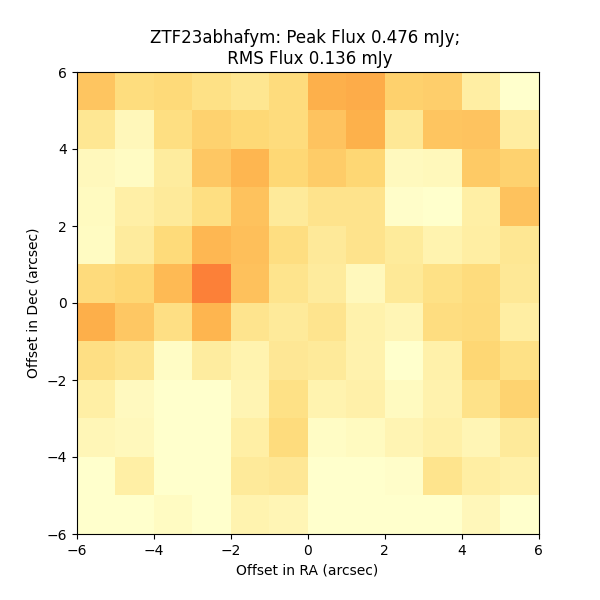 ZTF23abhafym: Peak Flux 0.476 mJy;
RMS Flux 0.136 mJy
6
4
2
0
−2
−4
−6
Offset in Dec (arcsec)
−6 −4 −2 0 2 4 6
Offset in RA (arcsec)